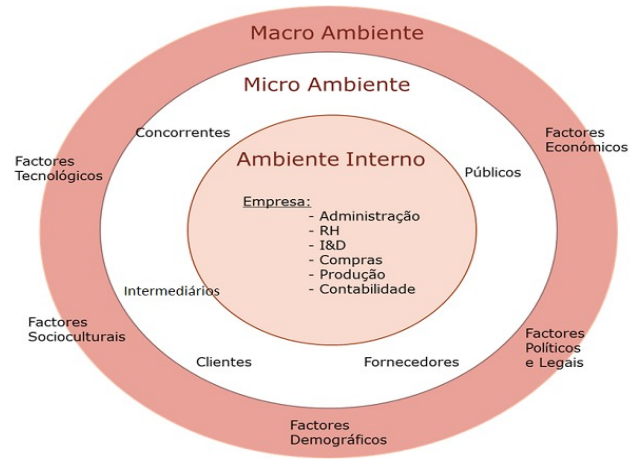 Macro Ambiente
Micro Ambiente
Concorrentes
Factores
Económicos
Factores
Tecnológicos
Ambiente Interno
Públicos
Empresa:
- Administração
- RH
- I&D
- Compras
- Produção
- Contabilidade
Intermediários
Factores
Socioculturais
Factores
Políticos
e Legais
Clientes
Fornecedores
Factores
Demográficos